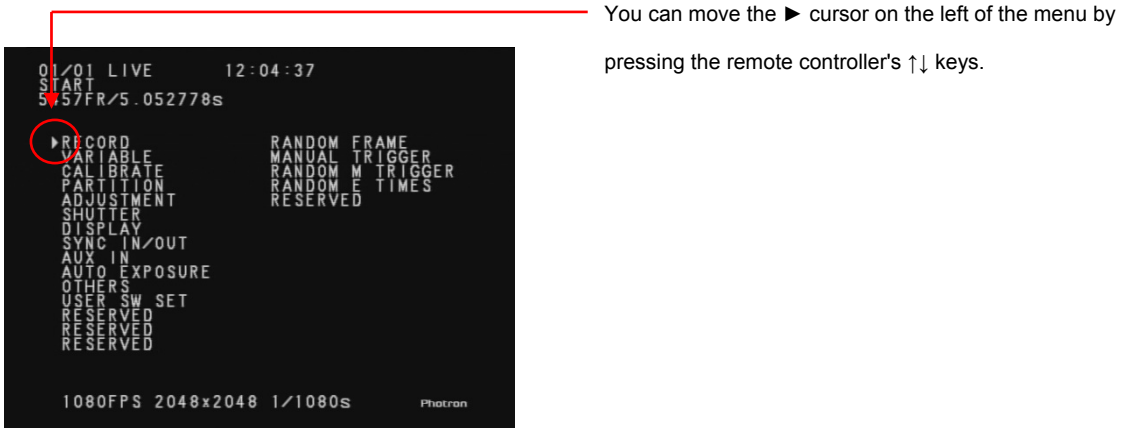 You can move the ► cursor on the left of the menu by
pressing the remote controller's ↑↓ keys.
01/01 LIVE 12:04:37
START
5457FR/5.052778s
►RECORD RANDOM FRAME
VARIABLE MANUAL TRIGGER
CALIBRATE RANDOM M TRIGGER
PARTITION RANDOM E TIMES
ADJUSTMENT RESERVED
SHUTTER
DISPLAY
SYNC IN/OUT
AUX IN
AUTO EXPOSURE
OTHERS
USER SW SET
RESERVED
RESERVED
RESERVED
1080FPS 2048x2048 1/1080s Photron